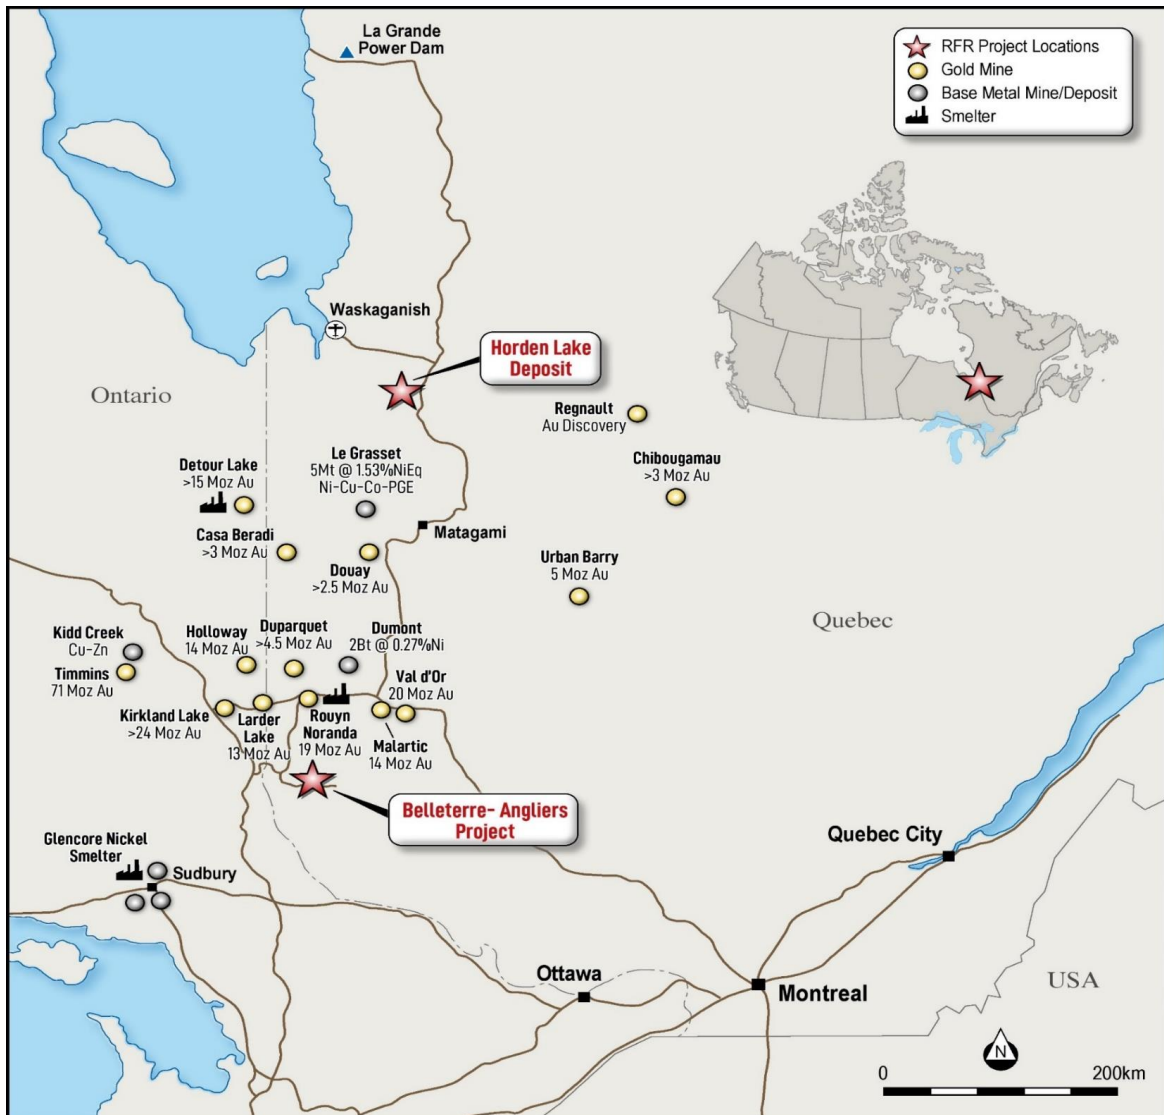 La Grande
Power Dam
RFR Project Locations
Gold Mine
Base Metal Mine/Deposit
Smelter
Waskaganish
Horden Lake
Deposit
Ontario
Regnault
Au Discovery
Le Grasset
5Mt @ 1.53%NiEq
Ni-Cu-Co-PGE
Detour Lake
>15 Moz Au
Chibougamau
>3 Moz Au
Matagami
Casa Beradi
>3 Moz Au
Douay
>2.5 Moz Au
Urban Barry
5 Moz Au
Quebec
Kidd Creek
Cu-Zn
Timmins
71 Moz Au
Holloway
14 Moz Au
Duparquet
>4.5 Moz Au
Dumont
2Bt @ 0.27%Ni
Val d'Or
20 Moz Au
Kirkland Lake
>24 Moz Au
Larder
Lake
13 Moz Au
Rouyn
Noranda
19 Moz Au
Malartic
14 Moz Au
Belleterre- Angliers
Project
Glencore Nickel
Smelter
Sudbury
Quebec City
Ottawa
Montreal
USA
N
0
200km